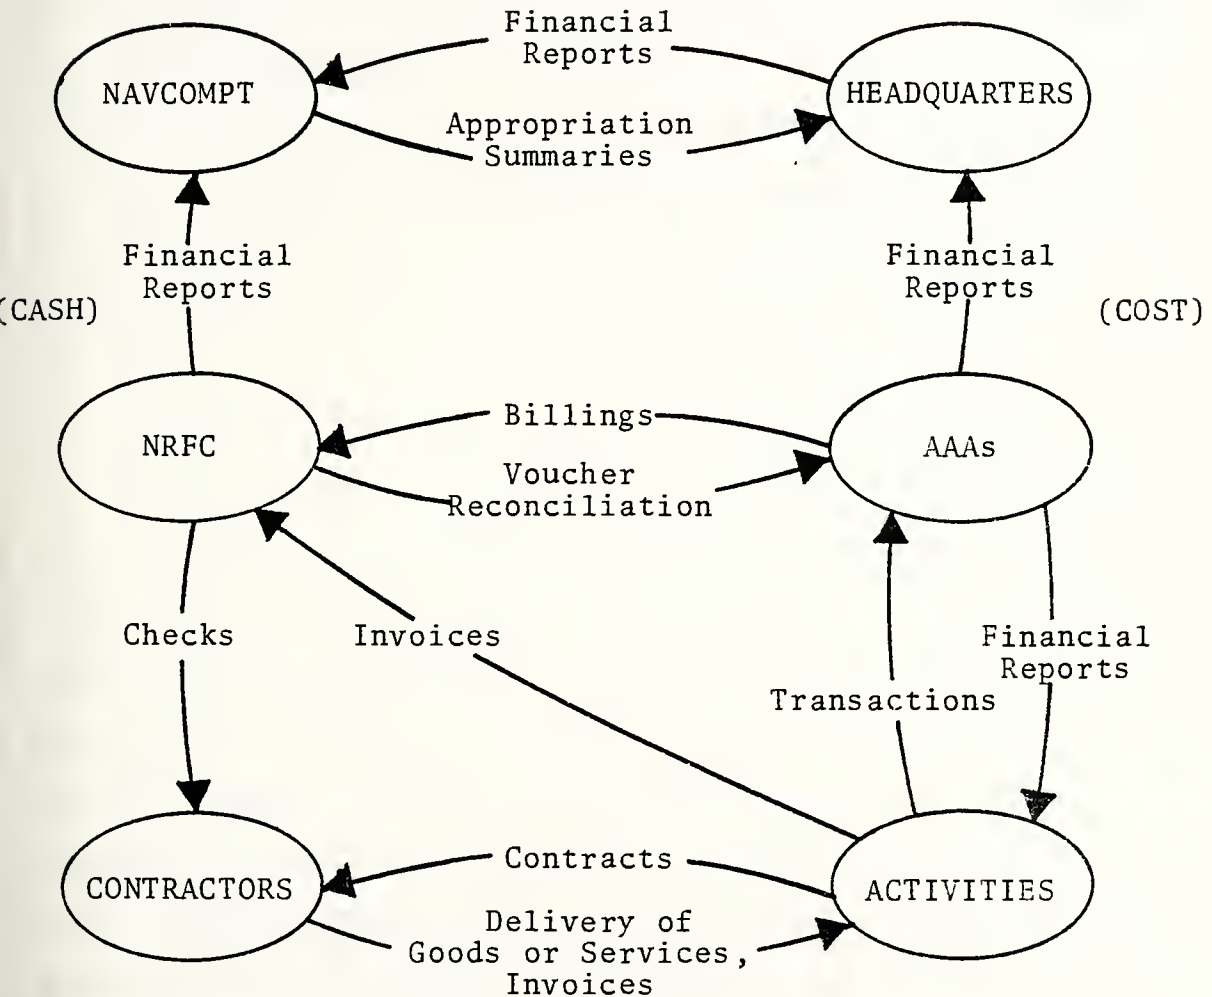 Financial
Reports
NAVCOMPT
HEADQUARTERS
Appropriation
Summaries
Financial
Reports
Financial
Reports
(CASH)
(COST)
Billings
NRFC
AAAs
Voucher
Reconciliation
Checks
Invoices
Financial
Reports
Transactions
Contracts
CONTRACTORS
ACTIVITIES
Delivery of
Goods or Services,
Invoices